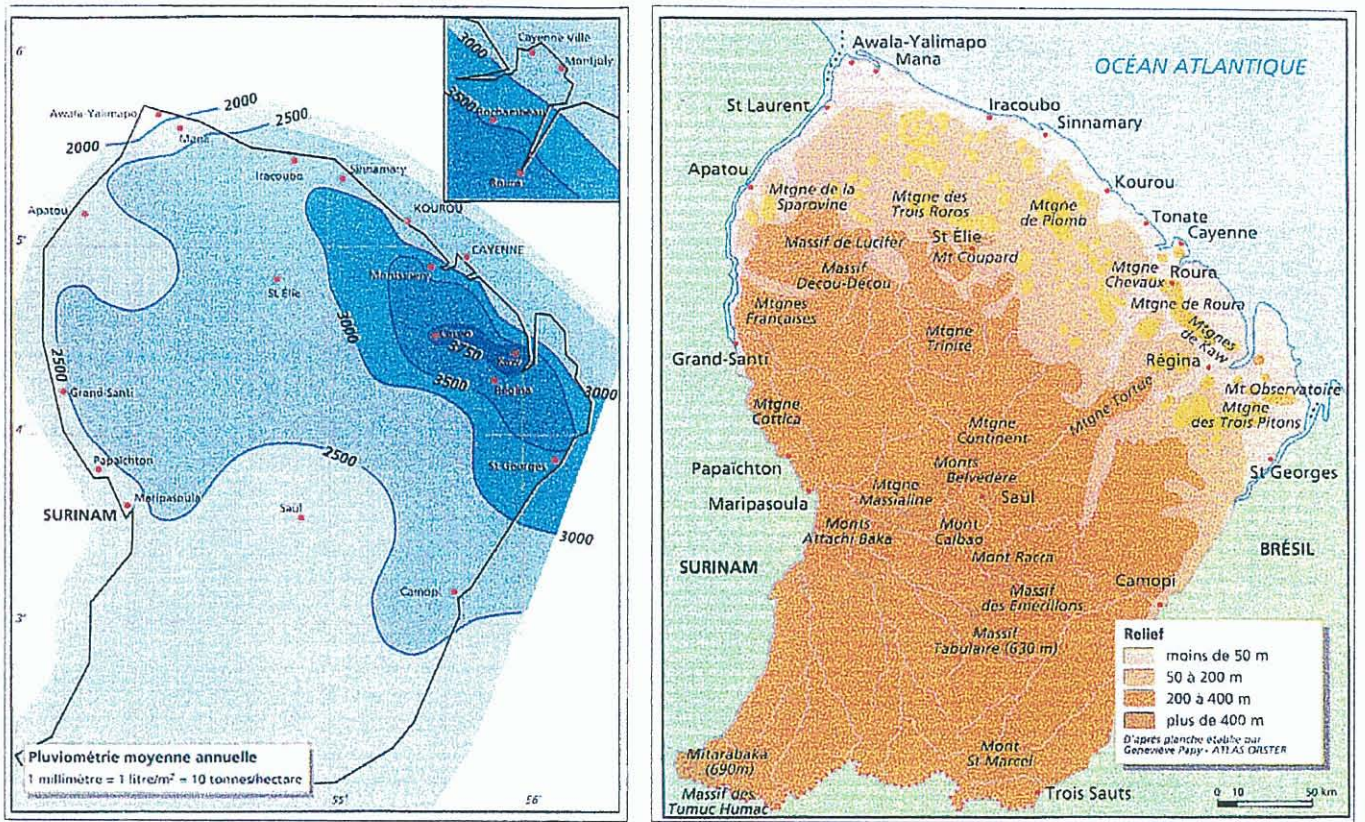 6°
5°
4°
3°
55°
56°
2000
2500
2000
Awala-Yalimapo
Mana
Iracoubo
Sinnamary
Apatou
KOUROU
CAYENNE
St Élie
3000
3750
3500
Régina
2500
Grand-Santi
3000
2500
Papaïchton
St Georges
Maripasoula
SURINAM
Saül
3000
Camopi
3000
Cayenne Ville
Montjoly
3500
Rochambeau
Roura
Pluviométrie moyenne annuelle
1 millimètre = 1 litre/m² = 10 tonnes/hectare
Awala-Yalimapo
Mana
OCÉAN ATLANTIQUE
St Laurent
Iracoubo
Sinnamary
Apatou
Kourou
Mtgne de la
Sparovine
Mtgne des
Trois Roros
Mtgne
de Plomb
Tonate
Cayenne
Massif de Lucifer
St Élie
Mt Coupard
Massif
Decou-Décou
Mtgne
Chevaux
Roura
Mtgne de Roura
Mtgnes
Françaises
Mtgne
Trinité
Mtgnes
de Kaw
Grand-Santi
Régina
Mt Observatoire
Mtgne
Cottica
Mtgne Tortue
Mtgne
des Trois Pitons
Mtgne
Continent
Papaïchton
Monts
Belvédère
St Georges
Maripasoula
Mtgne
Massialine
Saül
Monts
Attachi Baka
Mont
Galbao
Mont Racca
SURINAM
BRÉSIL
Camopi
Massif
des Emerillons
Massif
Tabulaire (630 m)
Relief
moins de 50 m
50 à 200 m
200 à 400 m
plus de 400 m
D'après planche établie par
Geneviève Papy - ATLAS ORSTER
Mitarabaka
(690m)
Mont
St Marcel
Massif des
Tumuc Humac
Trois Sauts
0 10 50 km